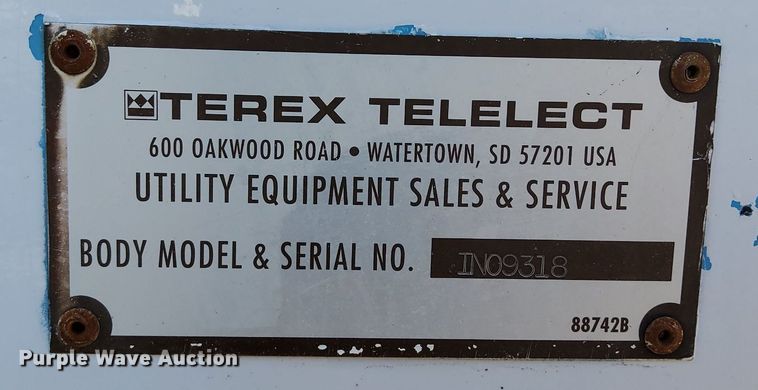 TEREX TELELECT
600 OAKWOOD ROAD • WATERTOWN, SD 57201 USA
UTILITY EQUIPMENT SALES & SERVICE
BODY MODEL & SERIAL NO. IN09318
88742B
Purple Wave Auction